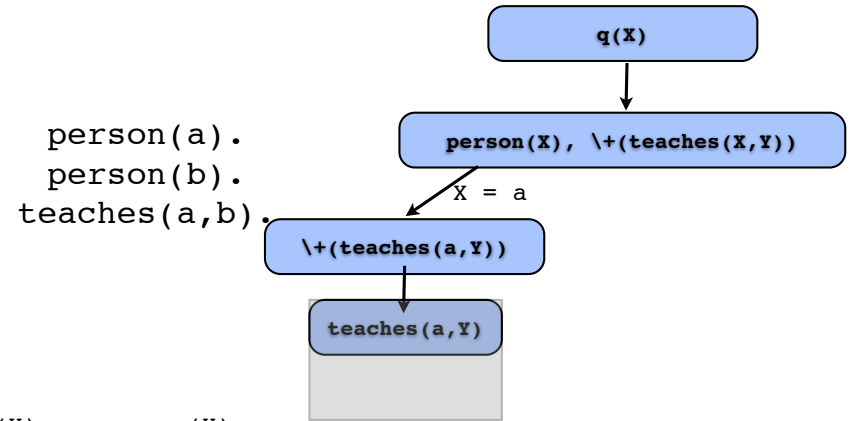 q(X)
person(a).
person(b).
teaches(a,b).
person(X), \+(teaches(X,Y))
X = a
\+(teaches(a,Y))
teaches(a,Y)